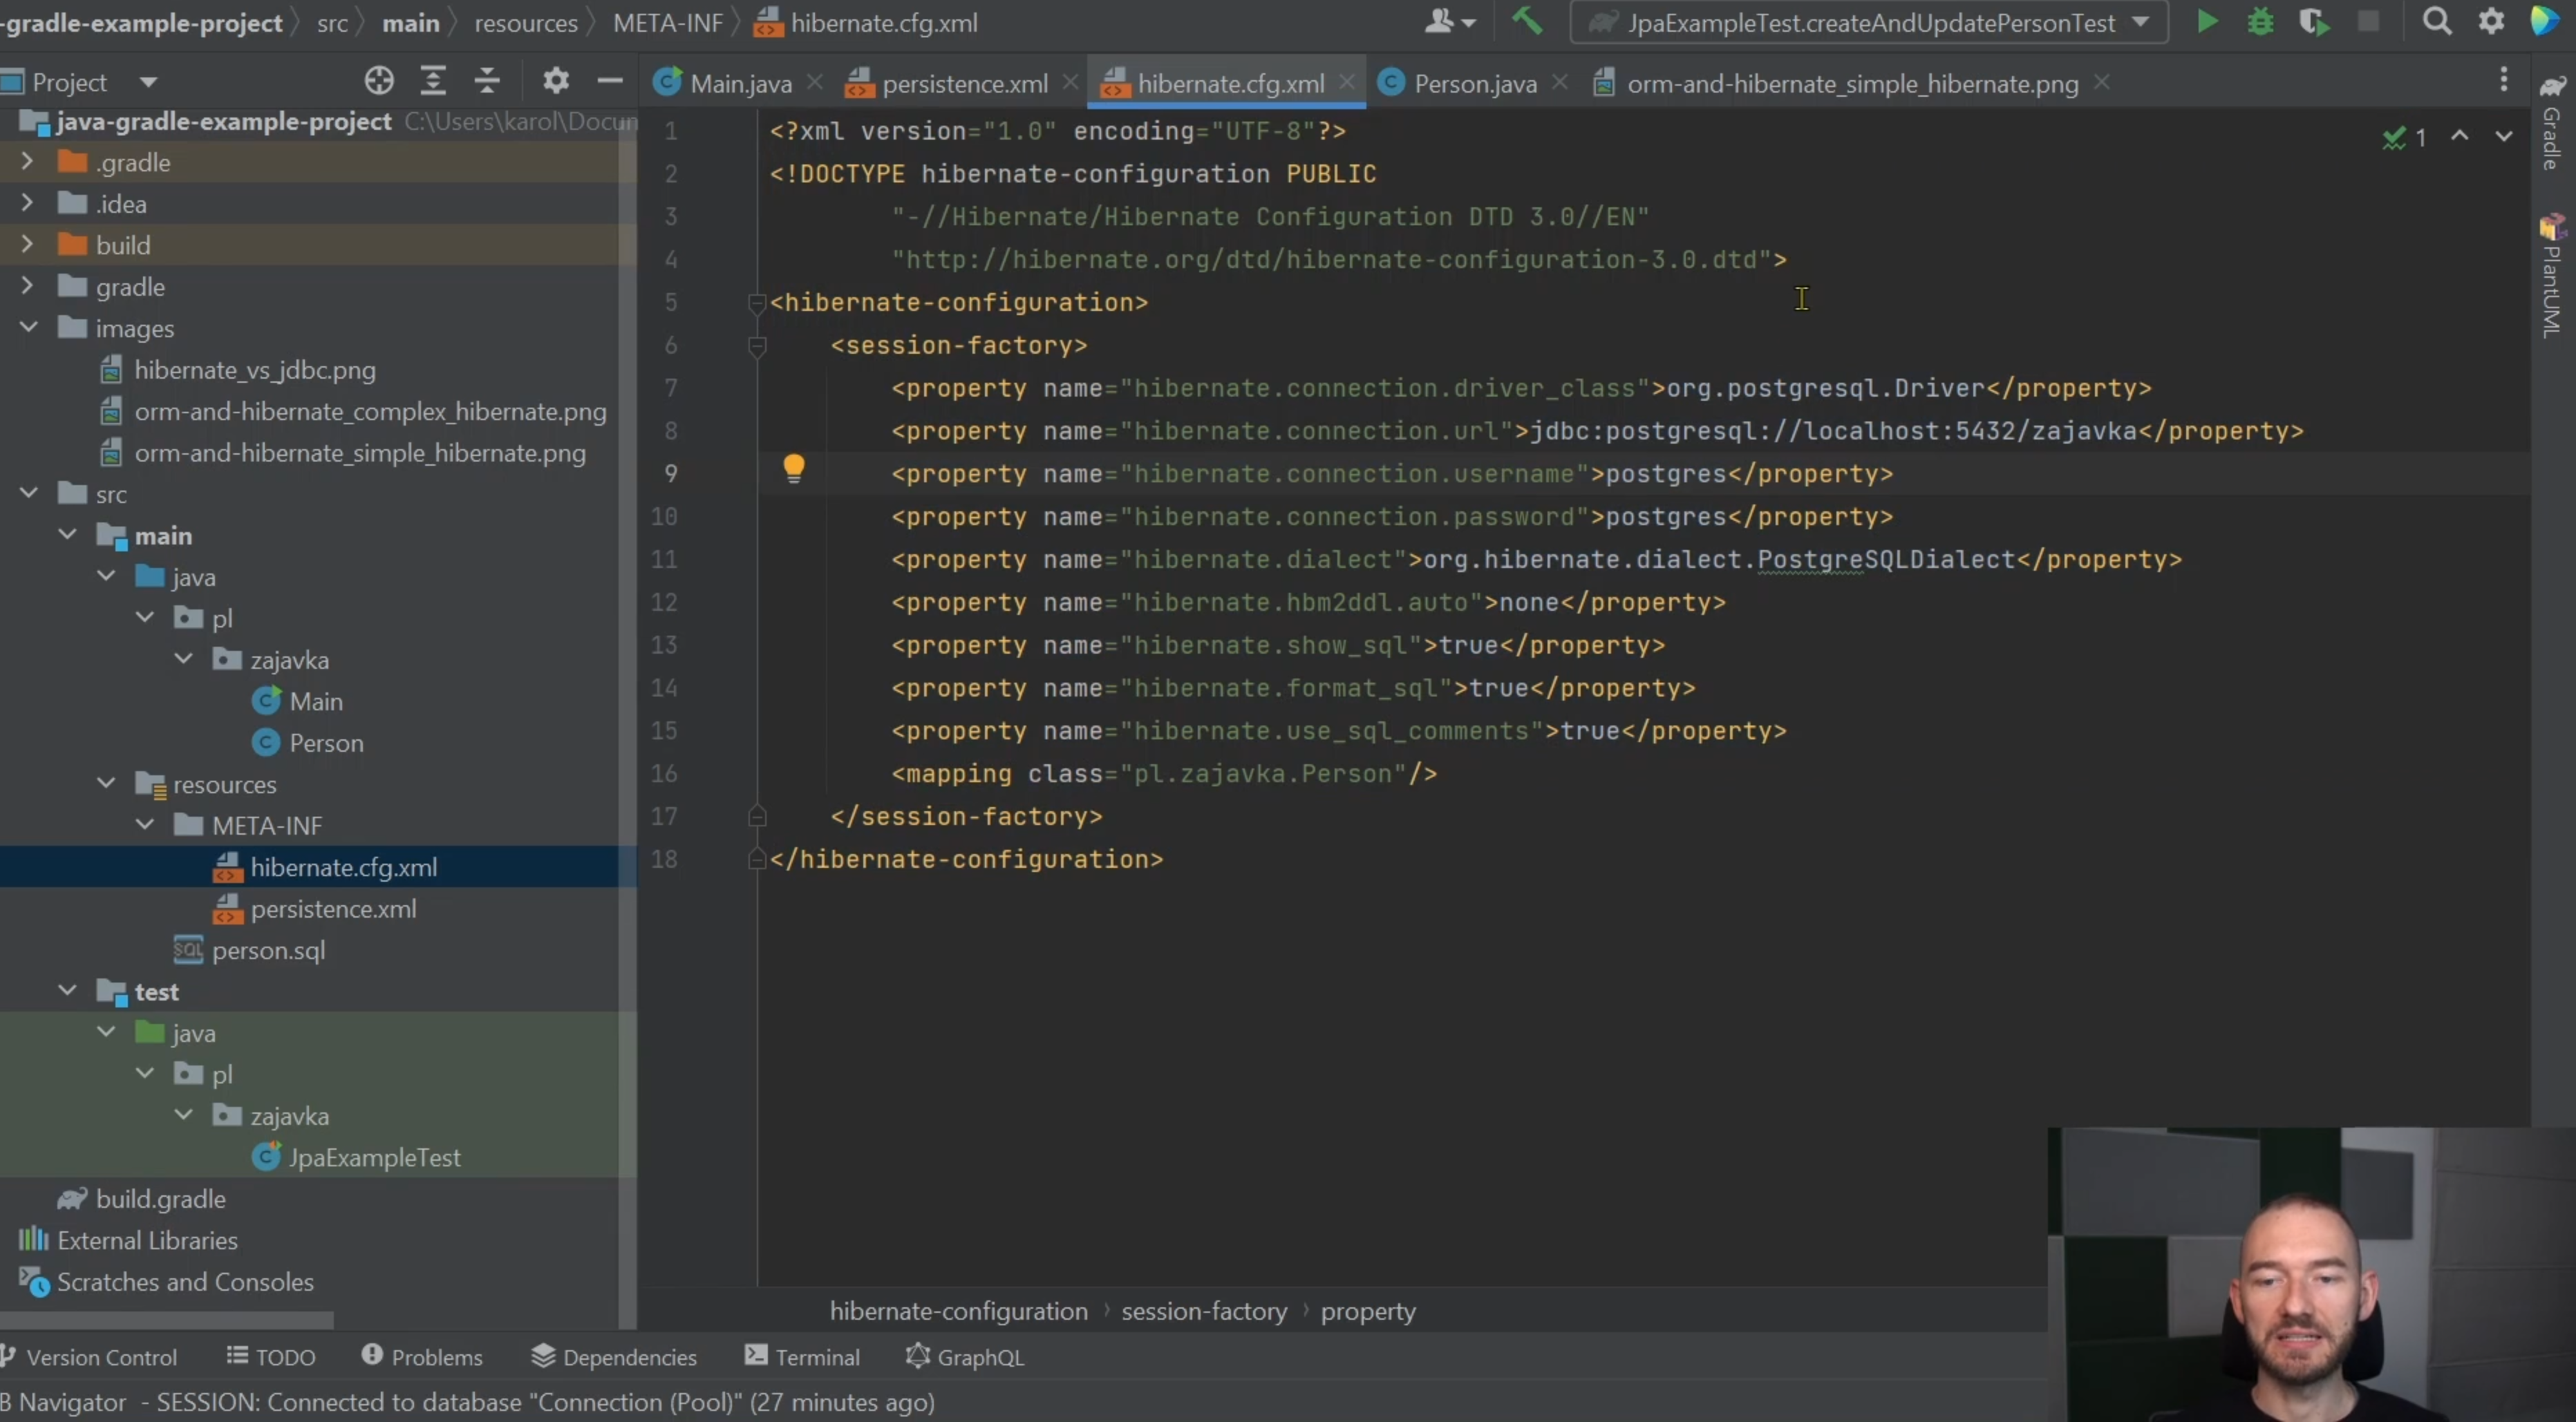 -gradle-example-project src main resources META-INF hibernate.cfg.xml
JpaExampleTest.createAndUpdatePersonTest
Project
Main.java persistence.xml hibernate.cfg.xml Person.java orm-and-hibernate_simple_hibernate.png
java-gradle-example-project C:\Users\karol\Docum
.gradle
.idea
build
gradle
images
hibernate_vs_jdbc.png
orm-and-hibernate_complex_hibernate.png
orm-and-hibernate_simple_hibernate.png
src
main
java
pl
zajavka
Main
Person
resources
META-INF
hibernate.cfg.xml
persistence.xml
SQL person.sql
test
java
pl
zajavka
JpaExampleTest
build.gradle
External Libraries
Scratches and Consoles
1 <?xml version="1.0" encoding="UTF-8"?>
2 <!DOCTYPE hibernate-configuration PUBLIC
3 "-//Hibernate/Hibernate Configuration DTD 3.0//EN"
4 "http://hibernate.org/dtd/hibernate-configuration-3.0.dtd">
5 <hibernate-configuration>
6 <session-factory>
7 <property name="hibernate.connection.driver_class">org.postgresql.Driver</property>
8 <property name="hibernate.connection.url">jdbc:postgresql://localhost:5432/zajavka</property>
9 <property name="hibernate.connection.username">postgres</property>
10 <property name="hibernate.connection.password">postgres</property>
11 <property name="hibernate.dialect">org.hibernate.dialect.PostgreSQLDialect</property>
12 <property name="hibernate.hbm2ddl.auto">none</property>
13 <property name="hibernate.show_sql">true</property>
14 <property name="hibernate.format_sql">true</property>
15 <property name="hibernate.use_sql_comments">true</property>
16 <mapping class="pl.zajavka.Person"/>
17 </session-factory>
18 </hibernate-configuration>
1
Gradle
PlantUML
hibernate-configuration session-factory property
Version Control TODO Problems Dependencies Terminal GraphQL
B Navigator - SESSION: Connected to database "Connection (Pool)" (27 minutes ago)